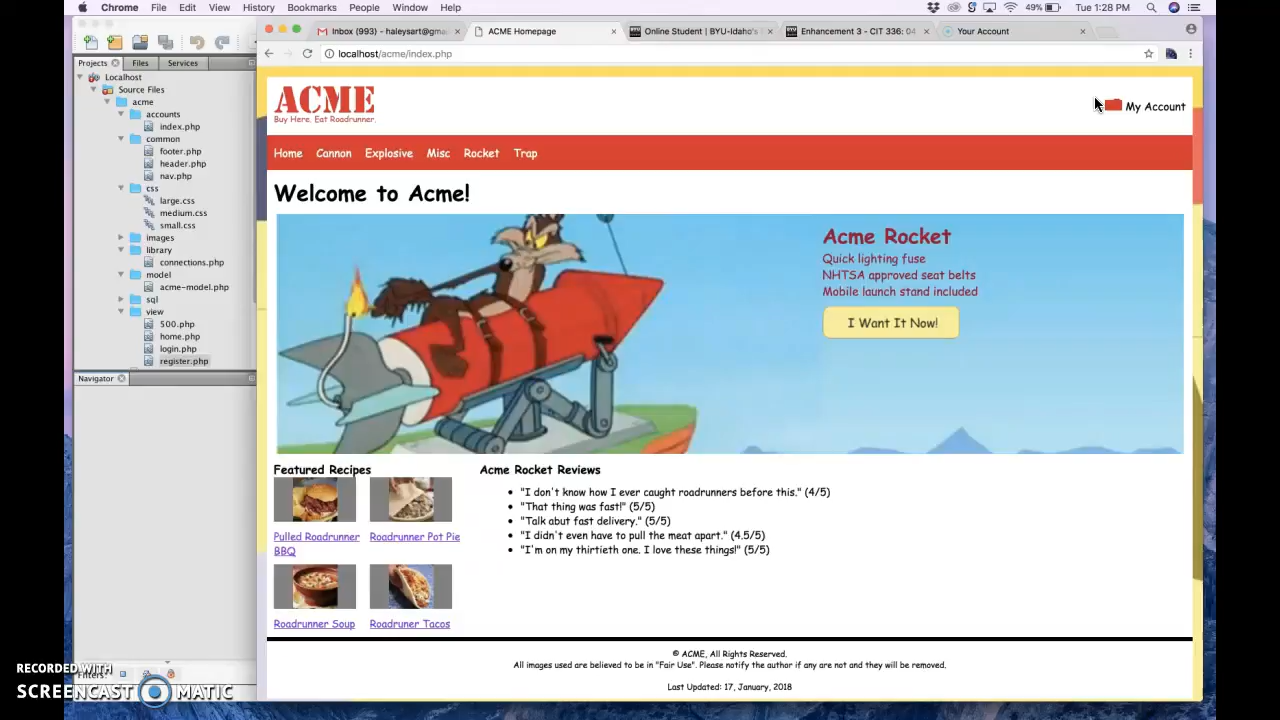 Chrome File Edit View History Bookmarks People Window Help
49% Tue 1:28 PM
Inbox (993) - haleysart@gma
ACME Homepage
Online Student | BYU-Idaho's
Enhancement 3 - CIT 336: 04
Your Account
localhost/acme/index.php
Projects Files Services
Localhost
Source Files
acme
accounts
index.php
common
footer.php
header.php
nav.php
css
large.css
medium.css
small.css
images
library
connections.php
model
acme-model.php
sql
view
500.php
home.php
login.php
register.php
Navigator
Filters:
ACME
Buy Here. Eat Roadrunner.
My Account
Home Cannon Explosive Misc Rocket Trap
Welcome to Acme!
Acme Rocket
Quick lighting fuse
NHTSA approved seat belts
Mobile launch stand included
I Want It Now!
Featured Recipes
Pulled Roadrunner
BBQ
Roadrunner Pot Pie
Roadrunner Soup
Roadruner Tacos
Acme Rocket Reviews
"I don't know how I ever caught roadrunners before this." (4/5)
"That thing was fast!" (5/5)
"Talk abut fast delivery." (5/5)
"I didn't even have to pull the meat apart." (4.5/5)
"I'm on my thirtieth one. I love these things!" (5/5)
© ACME, All Rights Reserved.
All images used are believed to be in "Fair Use". Please notify the author if any are not and they will be removed.
Last Updated: 17, January, 2018
RECORDED WITH
SCREENCAST MATIC